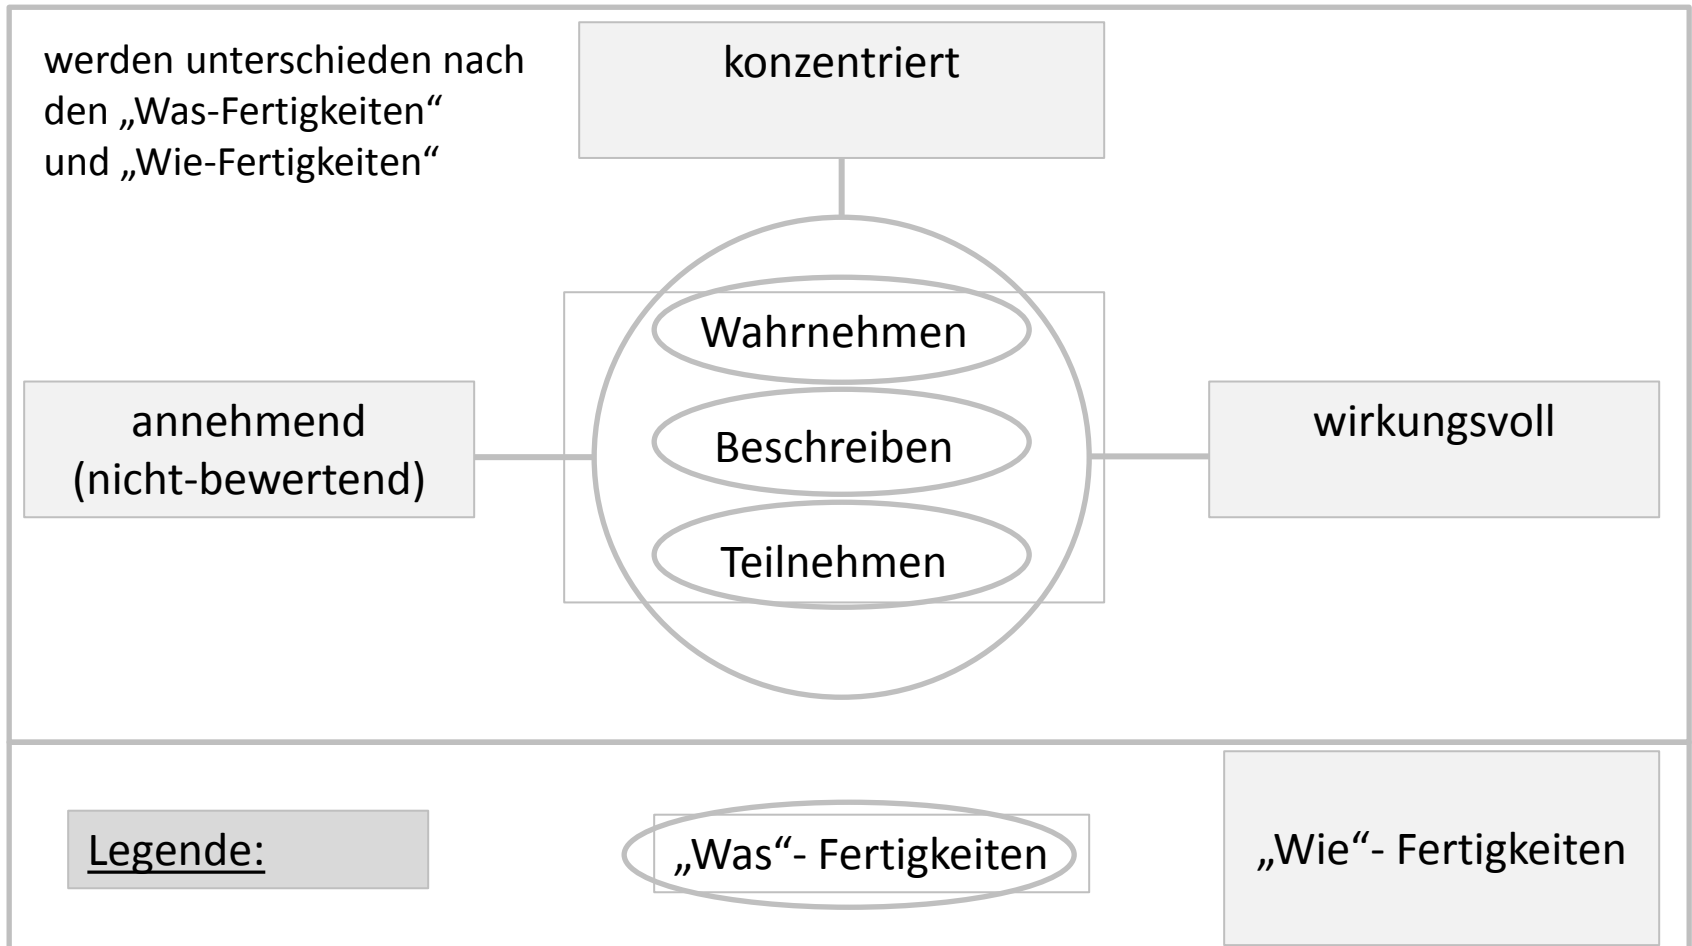 werden unterschieden nach
den „Was-Fertigkeiten“
und „Wie-Fertigkeiten“
konzentriert
Wahrnehmen
Beschreiben
Teilnehmen
annehmend
(nicht-bewertend)
wirkungsvoll
Legende:
„Was“- Fertigkeiten
„Wie“- Fertigkeiten